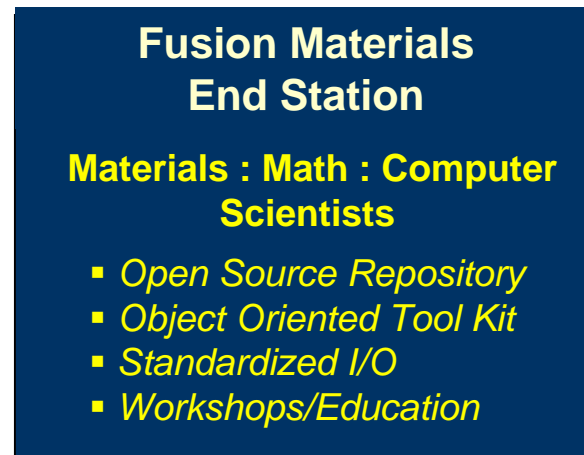 Fusion Materials
End Station
Materials : Math : Computer
Scientists
▪ Open Source Repository
▪ Object Oriented Tool Kit
▪ Standardized I/O
▪ Workshops/Education